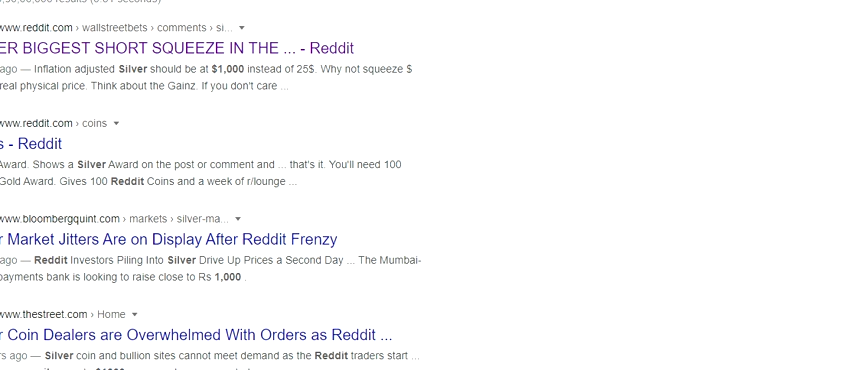 www.reddit.com › wallstreetbets › comments › si...
ER BIGGEST SHORT SQUEEZE IN THE ... - Reddit
ago — Inflation adjusted Silver should be at $1,000 instead of 25$. Why not squeeze $
real physical price. Think about the Gainz. If you don't care ...
www.reddit.com › coins
s - Reddit
Award. Shows a Silver Award on the post or comment and ... that's it. You'll need 100
Gold Award. Gives 100 Reddit Coins and a week of r/lounge ...
www.bloombergquint.com › markets › silver-ma...
r Market Jitters Are on Display After Reddit Frenzy
ago — Reddit Investors Piling Into Silver Drive Up Prices a Second Day ... The Mumbai-
payments bank is looking to raise close to Rs 1,000 .
www.thestreet.com › Home
r Coin Dealers are Overwhelmed With Orders as Reddit ...
rs ago — Silver coin and bullion sites cannot meet demand as the Reddit traders start ...